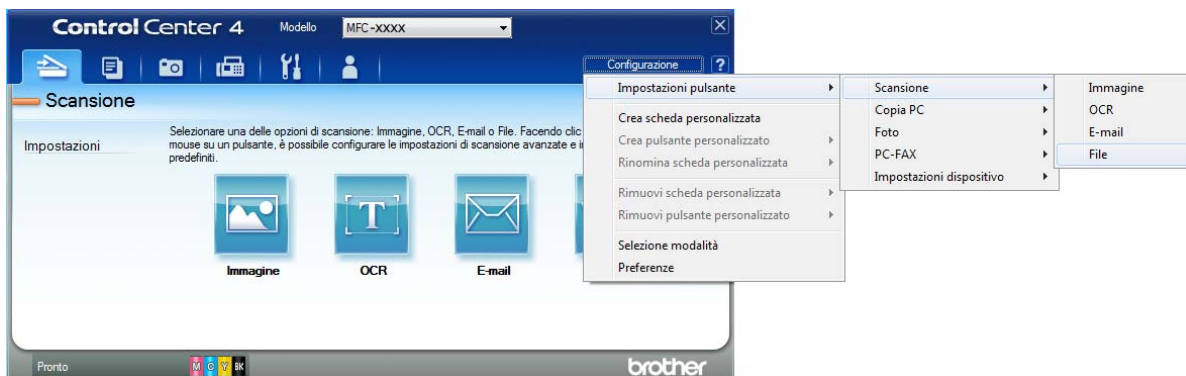 Control Center 4
Modello
MFC-XXXX
Configurazione
?
Scansione
Impostazioni
Selezionare una delle opzioni di scansione: Immagine, OCR, E-mail o File. Facendo clic
mouse su un pulsante, è possibile configurare le impostazioni di scansione avanzate e i
predefiniti.
T
Immagine
OCR
E-mail
Impostazioni pulsante
Crea scheda personalizzata
Crea pulsante personalizzato
Rinomina scheda personalizzata
Rimuovi scheda personalizzata
Rimuovi pulsante personalizzato
Selezione modalità
Preferenze
Scansione
Copia PC
Foto
PC-FAX
Impostazioni dispositivo
Immagine
OCR
E-mail
File
Pronto
M C Y BK
brother